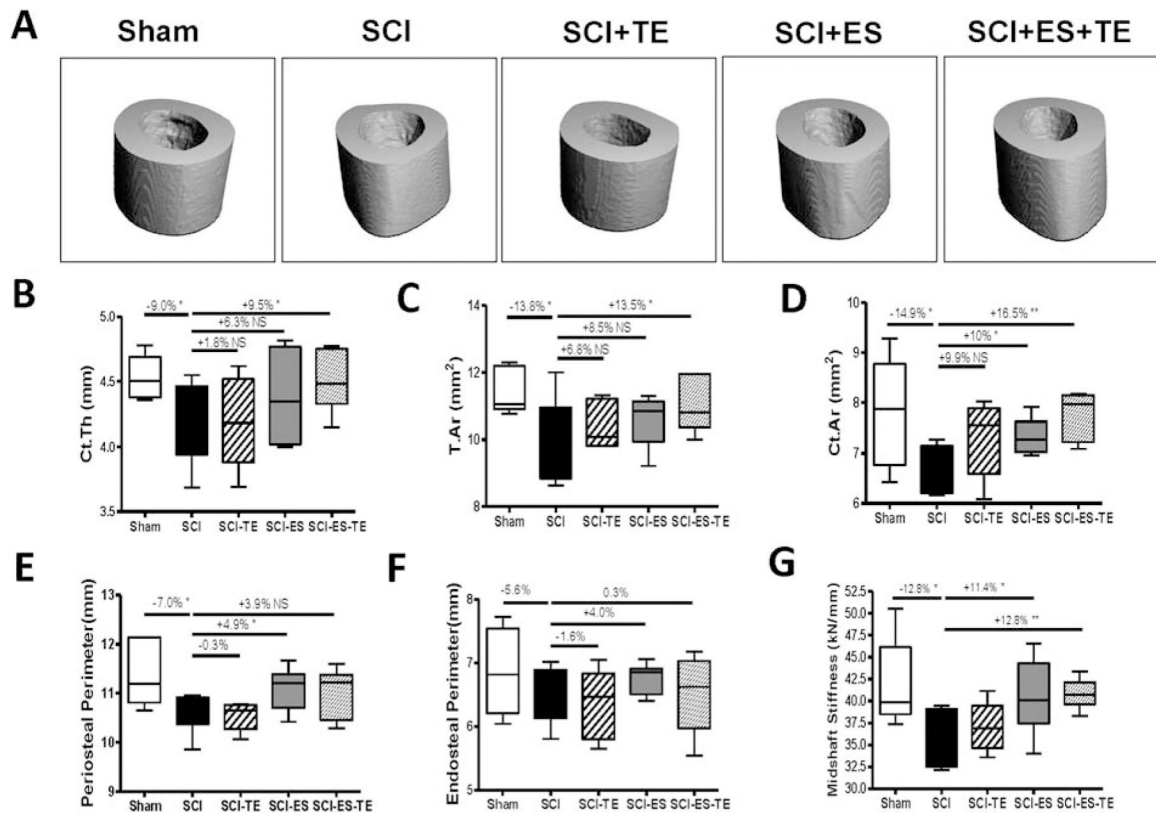 A
Sham
SCI
SCI+TE
SCI+ES
SCI+ES+TE
B
-9.0% *
+9.5% *
+6.3% NS
+1.8% NS
Ct.Th (mm)
5.0
4.5
4.0
3.5
Sham
SCI
SCI-TE
SCI-ES
SCI-ES-TE
C
-13.8% *
+13.5% *
+8.5% NS
+6.8% NS
T.Ar (mm²)
14
12
10
8
Sham
SCI
SCI-TE
SCI-ES
SCI-ES-TE
D
-14.9% *
+16.5% **
+10% *
+9.9% NS
Ct.Ar (mm²)
10
9
8
7
6
Sham
SCI
SCI-TE
SCI-ES
SCI-ES-TE
E
-7.0% *
+3.9% NS
+4.9% *
-0.3%
Periosteal Perimeter(mm)
13
12
11
10
9
Sham
SCI
SCI-TE
SCI-ES
SCI-ES-TE
F
-5.6%
0.3%
+4.0%
-1.6%
Endosteal Perimeter(mm)
8
7
6
5
Sham
SCI
SCI-TE
SCI-ES
SCI-ES-TE
G
-12.8% *
+11.4% *
+12.8% **
Midshaft Stiffness (kN/mm)
52.5
50.0
47.5
45.0
42.5
40.0
37.5
35.0
32.5
30.0
Sham
SCI
SCI-TE
SCI-ES
SCI-ES-TE